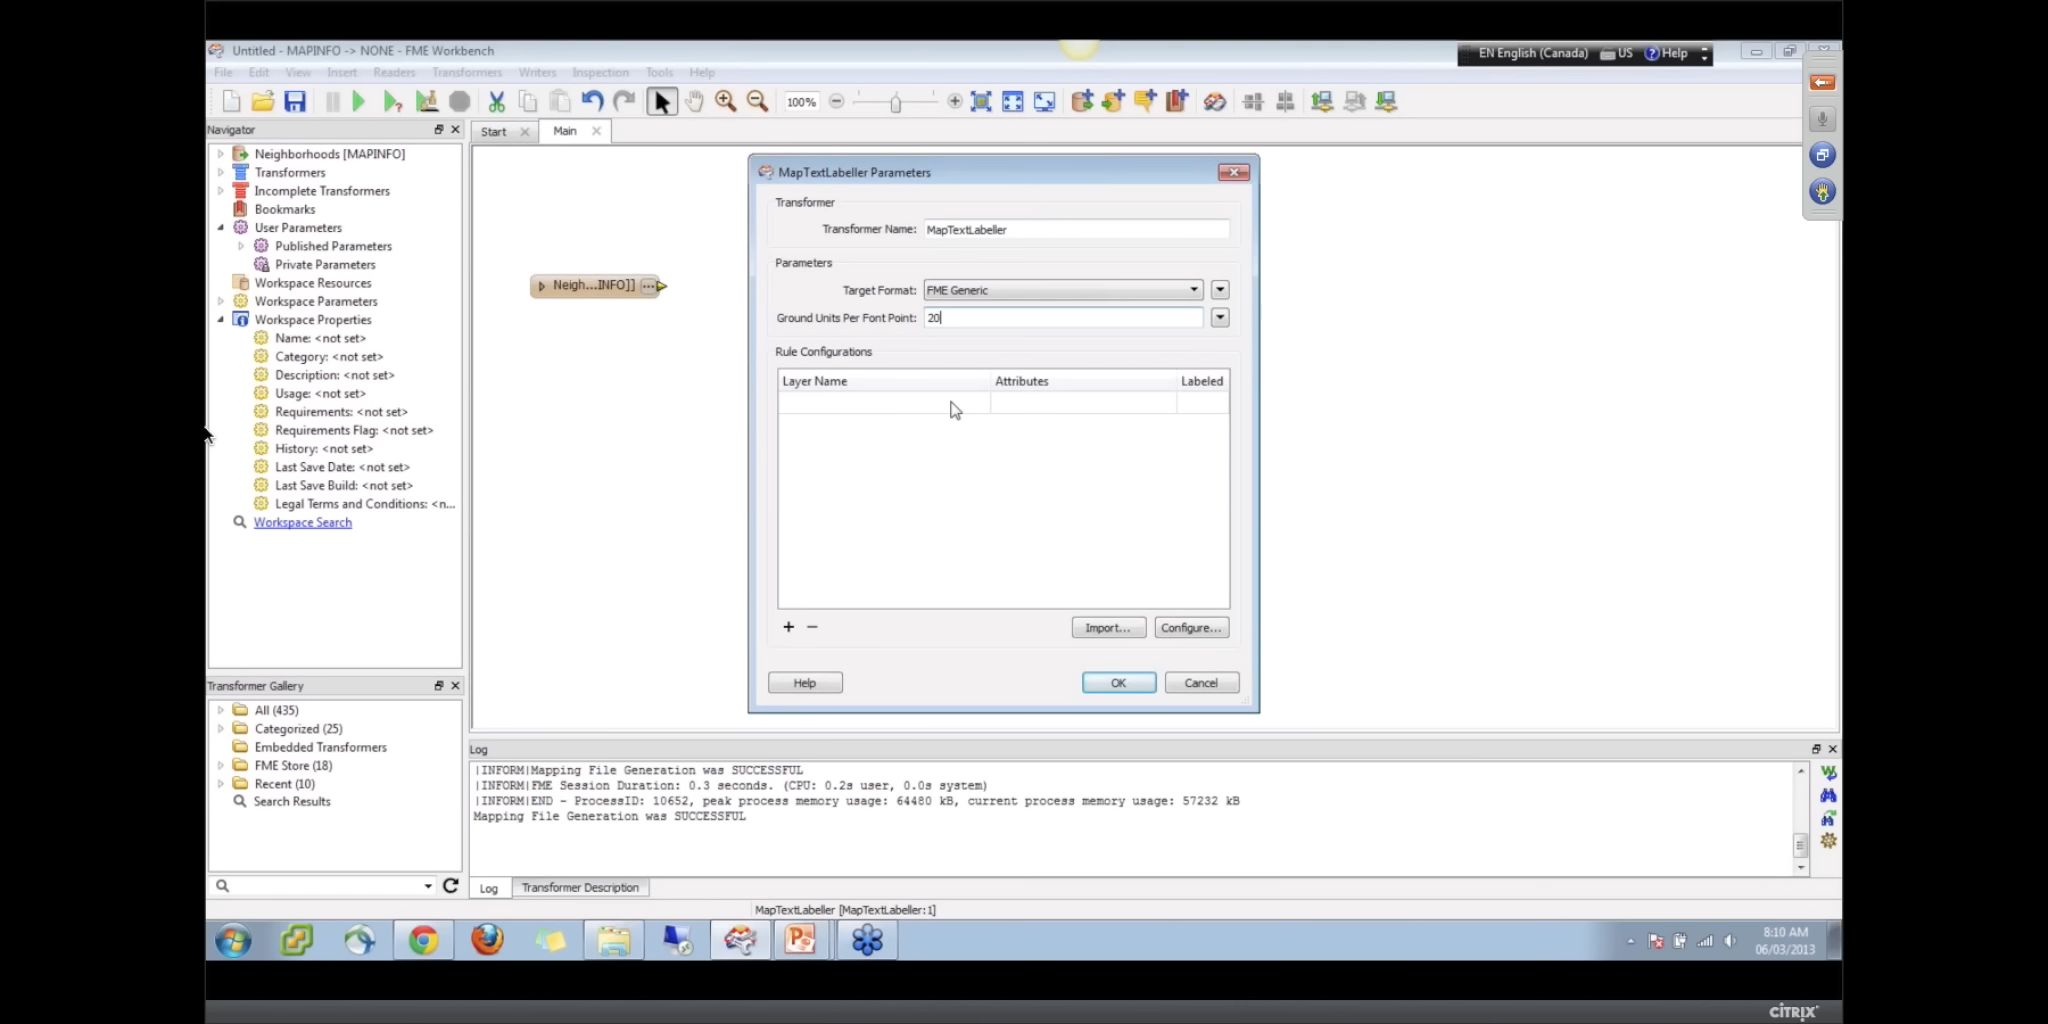 Untitled - MAPINFO -> NONE - FME Workbench
EN English (Canada) US Help
File Edit View Insert Readers Transformers Writers Inspection Tools Help
100%
Navigator
Start Main
Neighborhoods [MAPINFO]
Transformers
Incomplete Transformers
Bookmarks
User Parameters
Published Parameters
Private Parameters
Workspace Resources
Workspace Parameters
Workspace Properties
Name: <not set>
Category: <not set>
Description: <not set>
Usage: <not set>
Requirements: <not set>
Requirements Flag: <not set>
History: <not set>
Last Save Date: <not set>
Last Save Build: <not set>
Legal Terms and Conditions: <n...
Workspace Search
Neigh...INFO]] ...
MapTextLabeller Parameters
Transformer
Transformer Name: MapTextLabeller
Parameters
Target Format: FME Generic
Ground Units Per Font Point: 20
Rule Configurations
Layer Name Attributes Labeled
+ −
Import... Configure...
Help OK Cancel
Transformer Gallery
All (435)
Categorized (25)
Embedded Transformers
FME Store (18)
Recent (10)
Search Results
Log
|INFORM|Mapping File Generation was SUCCESSFUL
|INFORM|FME Session Duration: 0.3 seconds. (CPU: 0.2s user, 0.0s system)
|INFORM|END - ProcessID: 10652, peak process memory usage: 64480 kB, current process memory usage: 57232 kB
Mapping File Generation was SUCCESSFUL
Log Transformer Description
MapTextLabeller [MapTextLabeller:1]
8:10 AM
06/03/2013
CITRIX